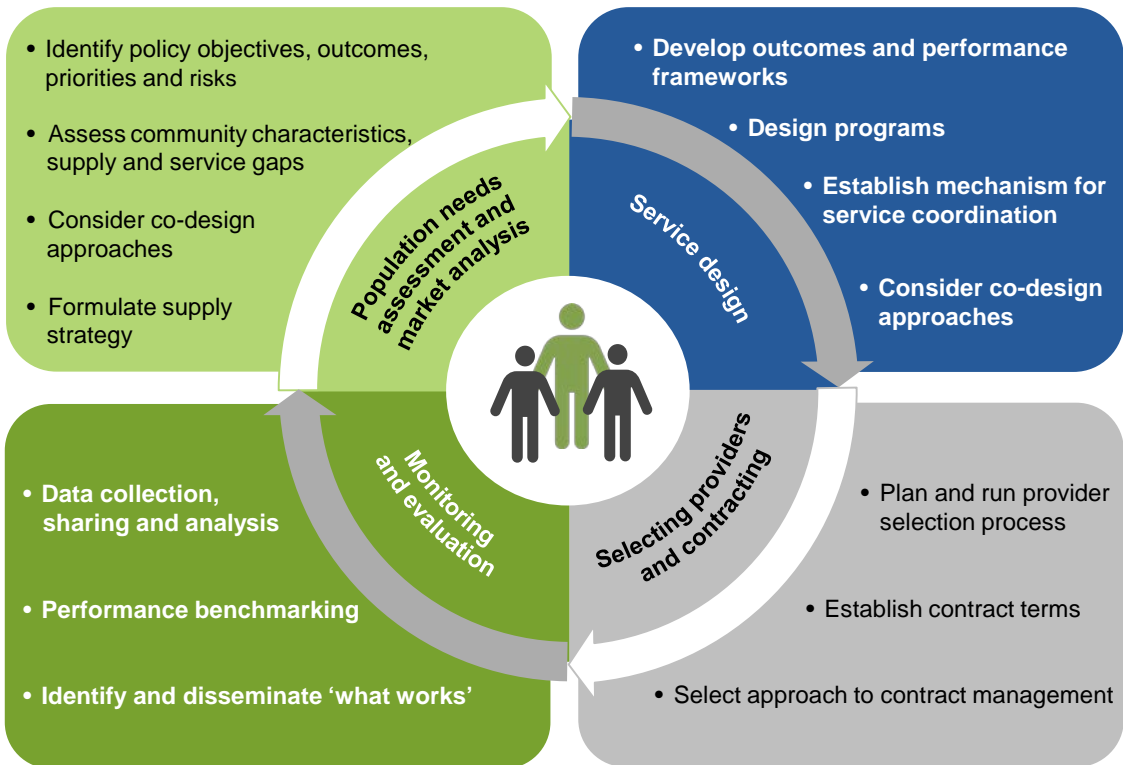 • Identify policy objectives, outcomes,
priorities and risks
• Assess community characteristics,
supply and service gaps
• Consider co-design
approaches
• Formulate supply
strategy
Population needs
assessment and
market analysis
• Develop outcomes and performance
frameworks
• Design programs
• Establish mechanism for
service coordination
• Consider co-design
approaches
Service design
• Data collection,
sharing and analysis
• Performance benchmarking
• Identify and disseminate ‘what works’
Monitoring
and evaluation
Selecting providers
and contracting
• Plan and run provider
selection process
• Establish contract terms
• Select approach to contract management